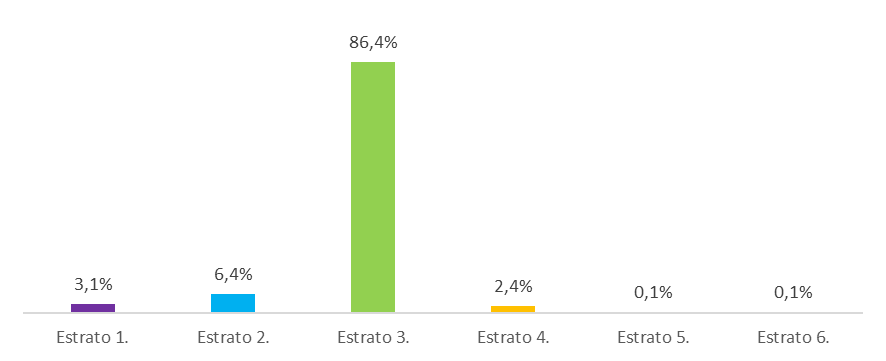 86,4%
6,4%
3,1%
2,4%
0,1%
0,1%
Estrato 1.
Estrato 2.
Estrato 3.
Estrato 4.
Estrato 5.
Estrato 6.